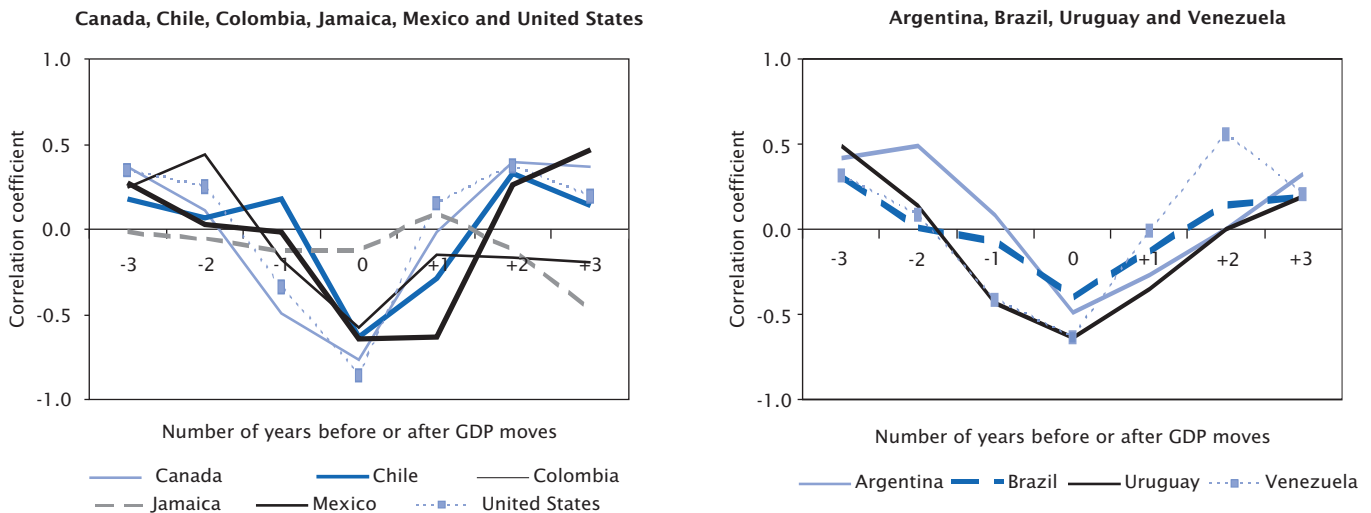 Canada, Chile, Colombia, Jamaica, Mexico and United States
1.0
0.5
0.0
-0.5
-1.0
Correlation coefficient
-3 -2 -1 0 +1 +2 +3
Number of years before or after GDP moves
Canada Chile Colombia
Jamaica Mexico United States
Argentina, Brazil, Uruguay and Venezuela
1.0
0.5
0.0
-0.5
-1.0
Correlation coefficient
-3 -2 -1 0 +1 +2 +3
Number of years before or after GDP moves
Argentina Brazil Uruguay Venezuela